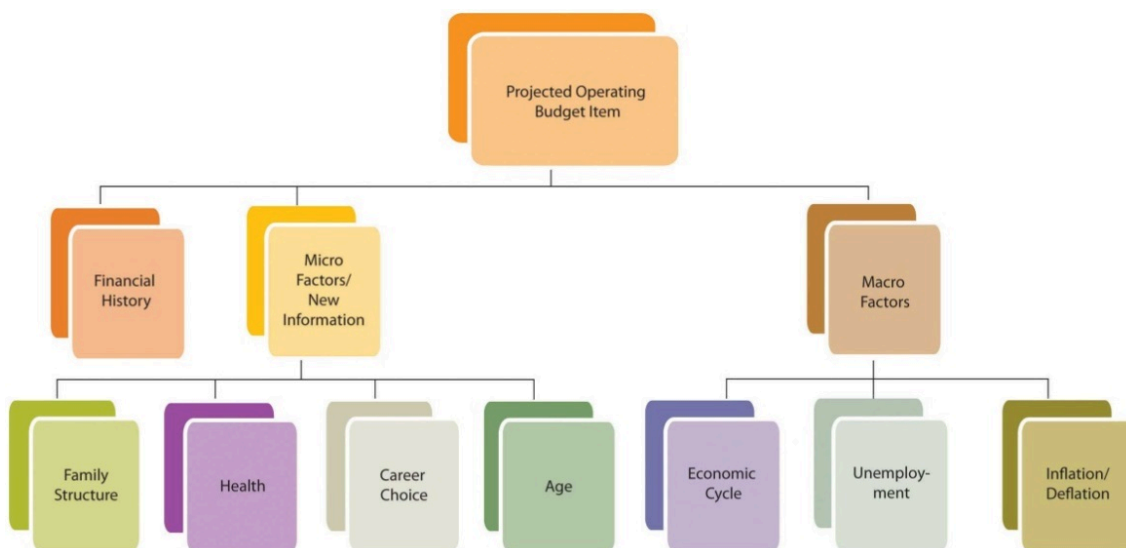 Projected Operating
Budget Item
Financial
History
Micro
Factors/
New
Information
Macro
Factors
Family
Structure
Health
Career
Choice
Age
Economic
Cycle
Unemploy-
ment
Inflation/
Deflation